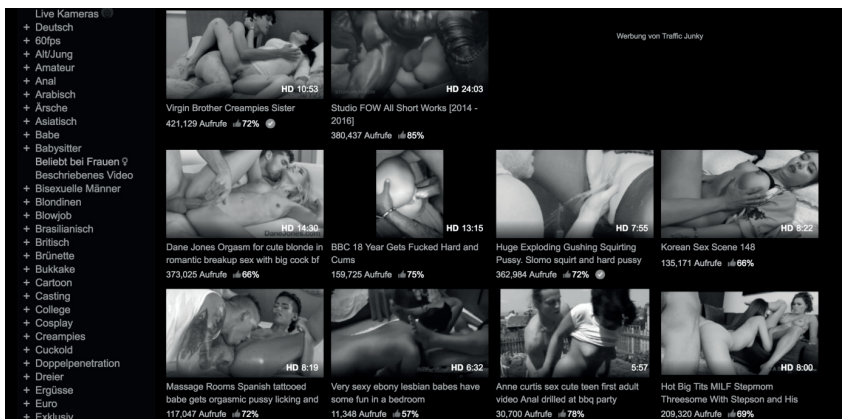 Live Kameras
+ Deutsch
+ 60fps
+ Alt/Jung
+ Amateur
+ Anal
+ Arabisch
+ Ärsche
+ Asiatisch
+ Babe
+ Babysitter
Beliebt bei Frauen ♀
Beschriebenes Video
+ Bisexuelle Männer
+ Blondinen
+ Blowjob
+ Brasilianisch
+ Britisch
+ Brünette
+ Bukkake
+ Cartoon
+ Casting
+ College
+ Cosplay
+ Creampies
+ Cuckold
+ Doppelpenetration
+ Dreier
+ Ergüsse
+ Euro
+ Exklusiv
HD 10:53
Virgin Brother Creampies Sister
421,129 Aufrufe 72%
HD 24:03
Studio FOW All Short Works [2014 -
2016]
380,437 Aufrufe 85%
Werbung von Traffic Junky
HD 14:30
DaneJones.com
Dane Jones Orgasm for cute blonde in
romantic breakup sex with big cock bf
373,025 Aufrufe 66%
HD 13:15
BBC 18 Year Gets Fucked Hard and
Cums
159,725 Aufrufe 75%
HD 7:55
Huge Exploding Gushing Squirting
Pussy. Slomo squirt and hard pussy
362,984 Aufrufe 72%
HD 8:22
Korean Sex Scene 148
135,171 Aufrufe 66%
HD 8:19
Massage Rooms Spanish tattooed
babe gets orgasmic pussy licking and
117,047 Aufrufe 72%
HD 6:32
Very sexy ebony lesbian babes have
some fun in a bedroom
11,348 Aufrufe 57%
5:57
Anne curtis sex cute teen first adult
video Anal drilled at bbq party
30,700 Aufrufe 78%
HD 8:00
Hot Big Tits MILF Stepmom
Threesome With Stepson and His
209,320 Aufrufe 69%